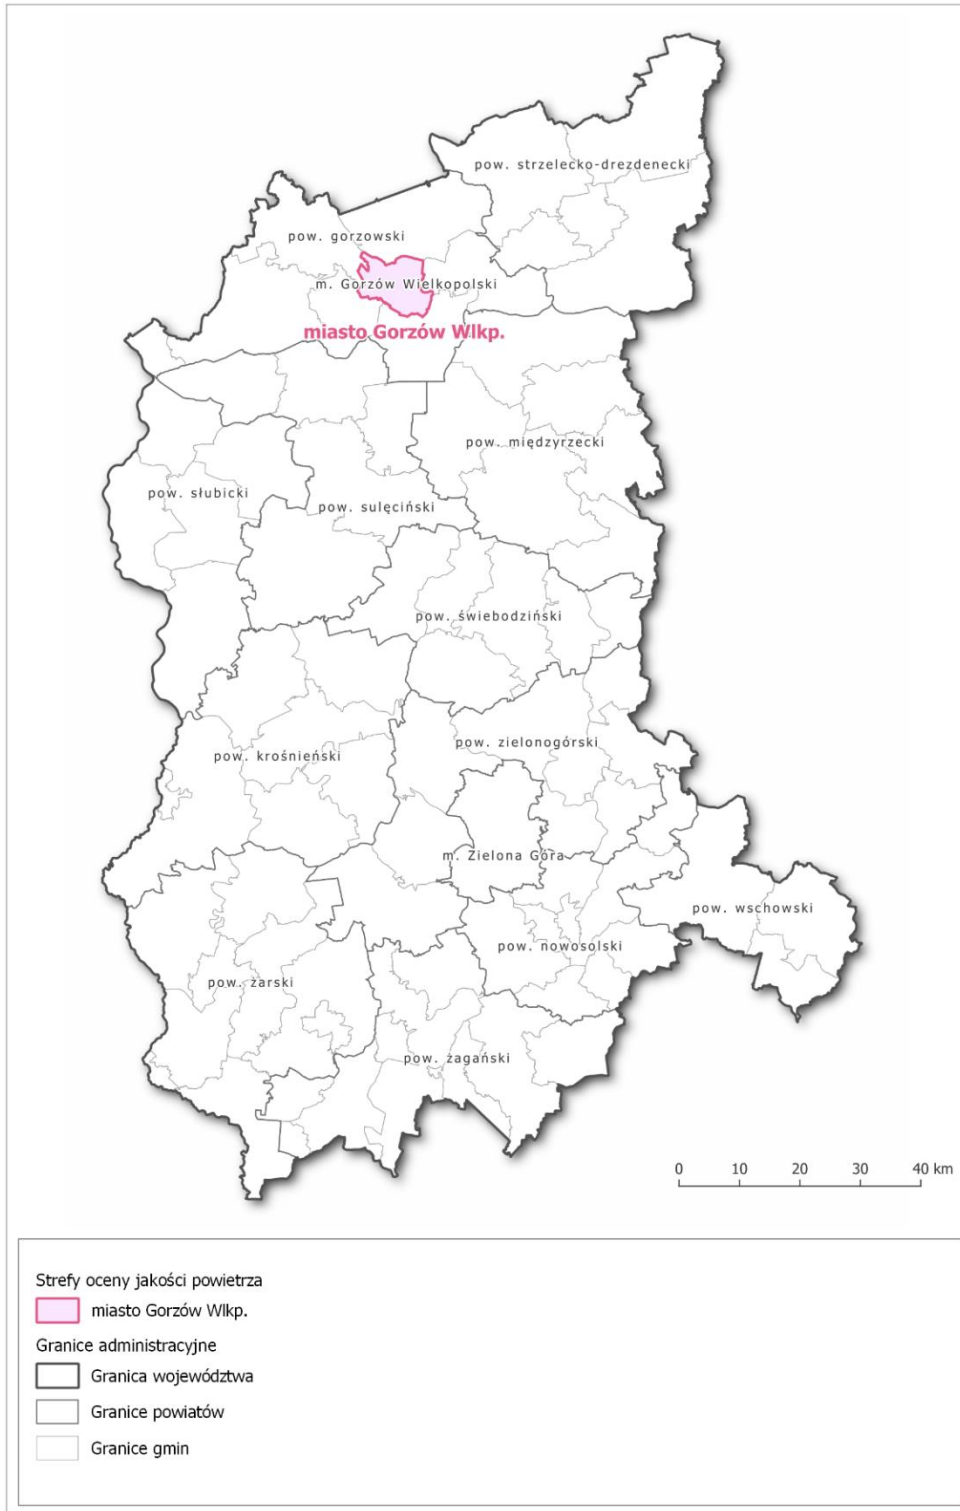 pow. strzelecko-drezdenecki
pow. gorzowski
m. Gorzów Wielkopolski
miasto Gorzów Wlkp.
pow. międzyrzecki
pow. słubicki
pow. sulęciński
pow. świebodziński
pow. zielonogórski
pow. krośnieński
m. Zielona Góra
pow. wschowski
pow. nowosolski
pow. żarski
pow. żagański
0 10 20 30 40 km
Strefy oceny jakości powietrza
miasto Gorzów Wlkp.
Granice administracyjne
Granica województwa
Granice powiatów
Granice gmin